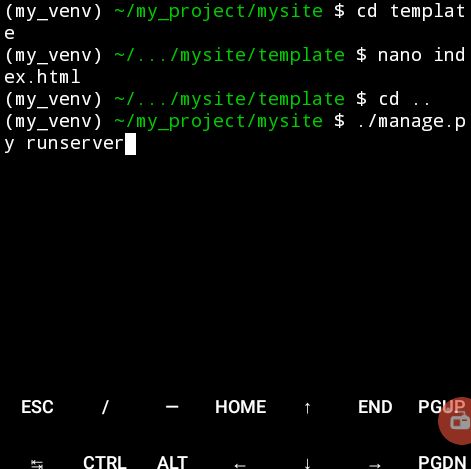 (my_venv) ~/my_project/mysite $ cd templat
e
(my_venv) ~/.../mysite/template $ nano ind
ex.html
(my_venv) ~/.../mysite/template $ cd ..
(my_venv) ~/my_project/mysite $ ./manage.p
y runserver
ESC / — HOME ↑ END PGUP
↹ CTRL ALT ← ↓ → PGDN